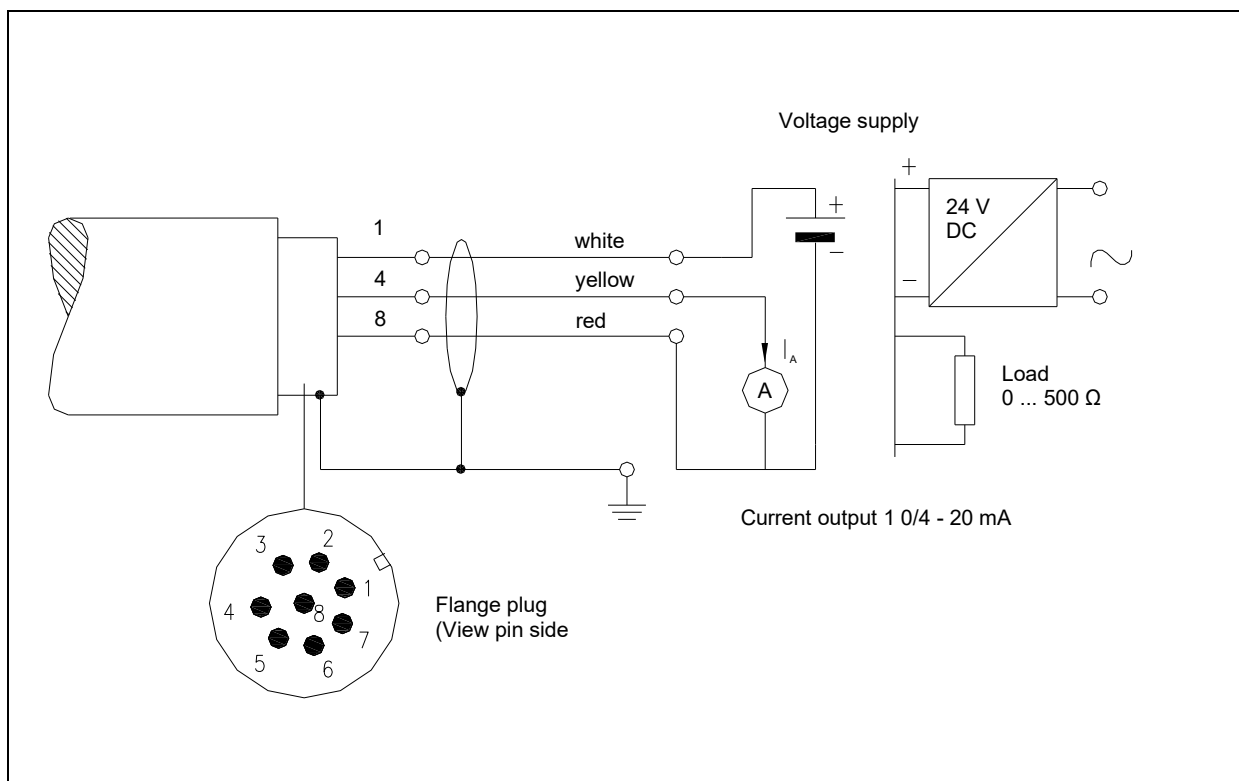 Voltage supply
+
24 V
DC
−
1
white
+
−
4
yellow
8
red
I A
A
Load
0 ... 500 Ω
Current output 1 0/4 - 20 mA
3
2
1
4
8
7
5
6
Flange plug
(View pin side